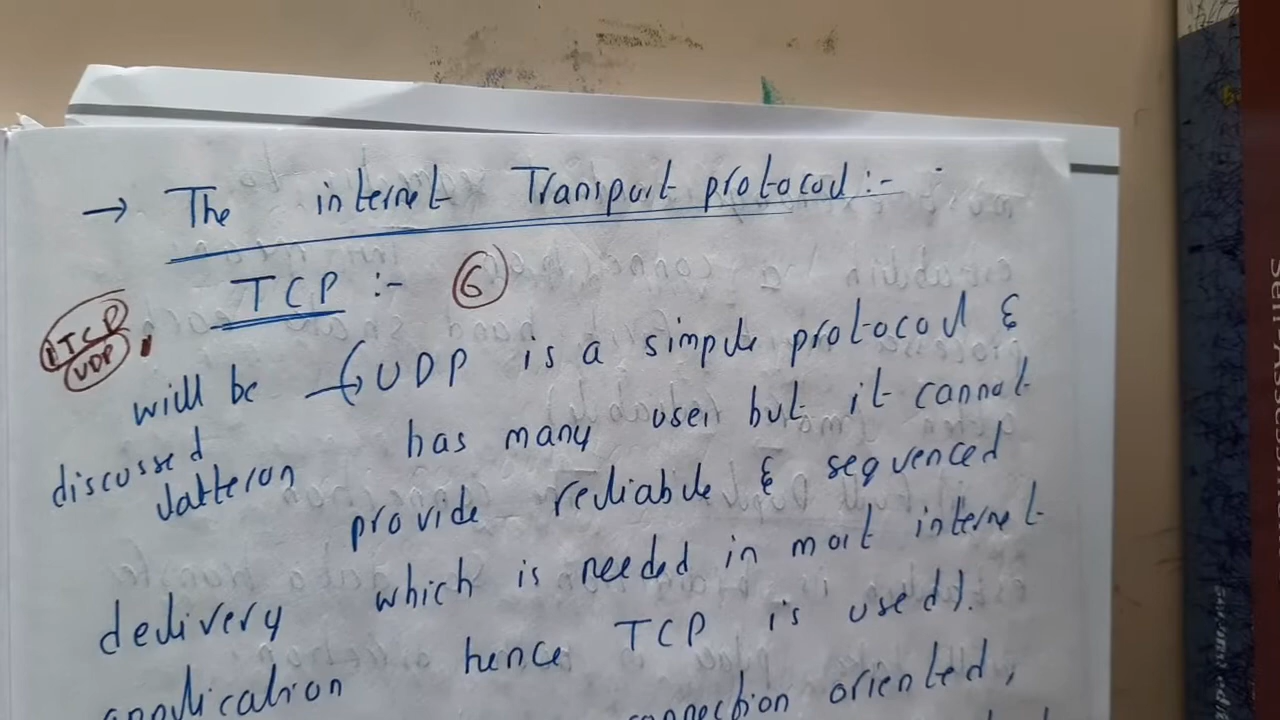 → The internet Transport protocol :-
TCP :- 6
TCP
UDP
will be → (UDP is a simple protocol &
discussed has many user but it cannot
latteron provide reliable & sequenced
delivery which is needed in most internet
application hence TCP is used).
connection oriented,